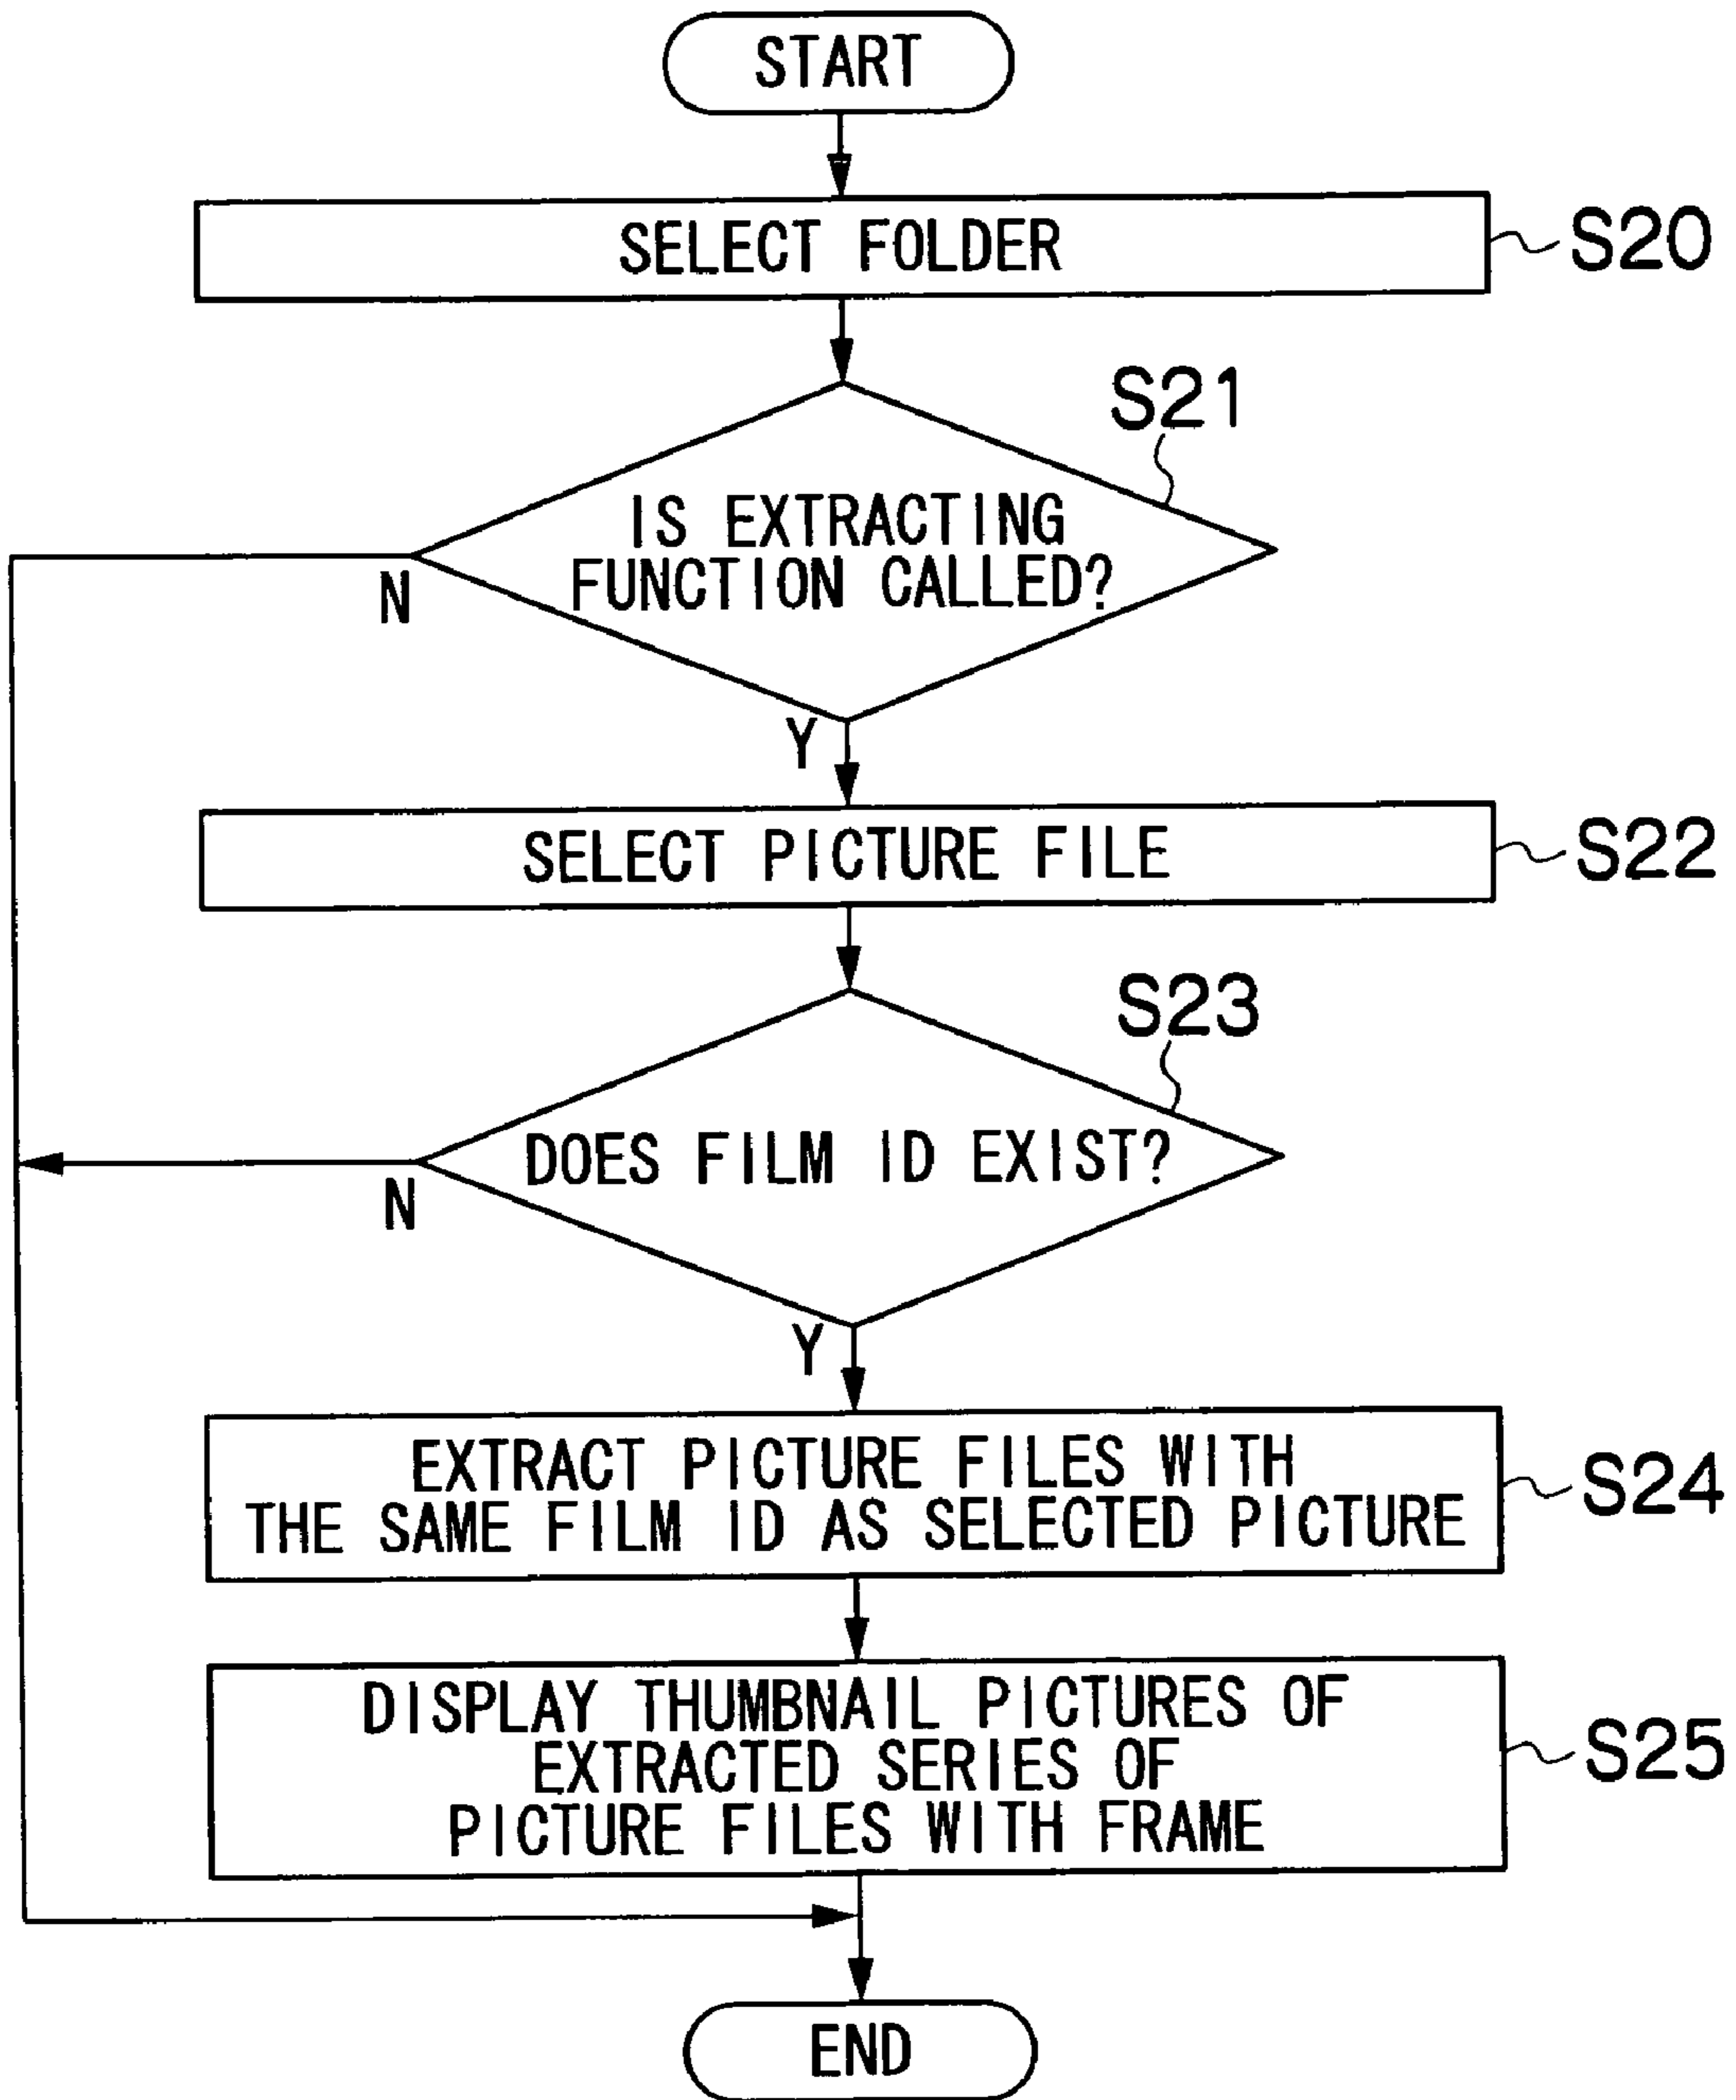 START
SELECT FOLDER
S20
S21
IS EXTRACTING
FUNCTION CALLED?
N
Y
SELECT PICTURE FILE
S22
S23
DOES FILM ID EXIST?
N
Y
EXTRACT PICTURE FILES WITH
THE SAME FILM ID AS SELECTED PICTURE
S24
DISPLAY THUMBNAIL PICTURES OF
EXTRACTED SERIES OF
PICTURE FILES WITH FRAME
S25
END